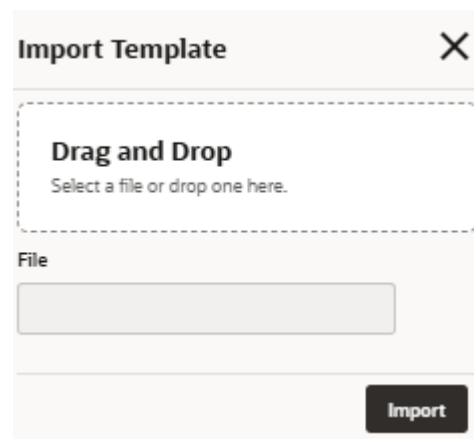 Import Template
Drag and Drop
Select a file or drop one here.
File
Import